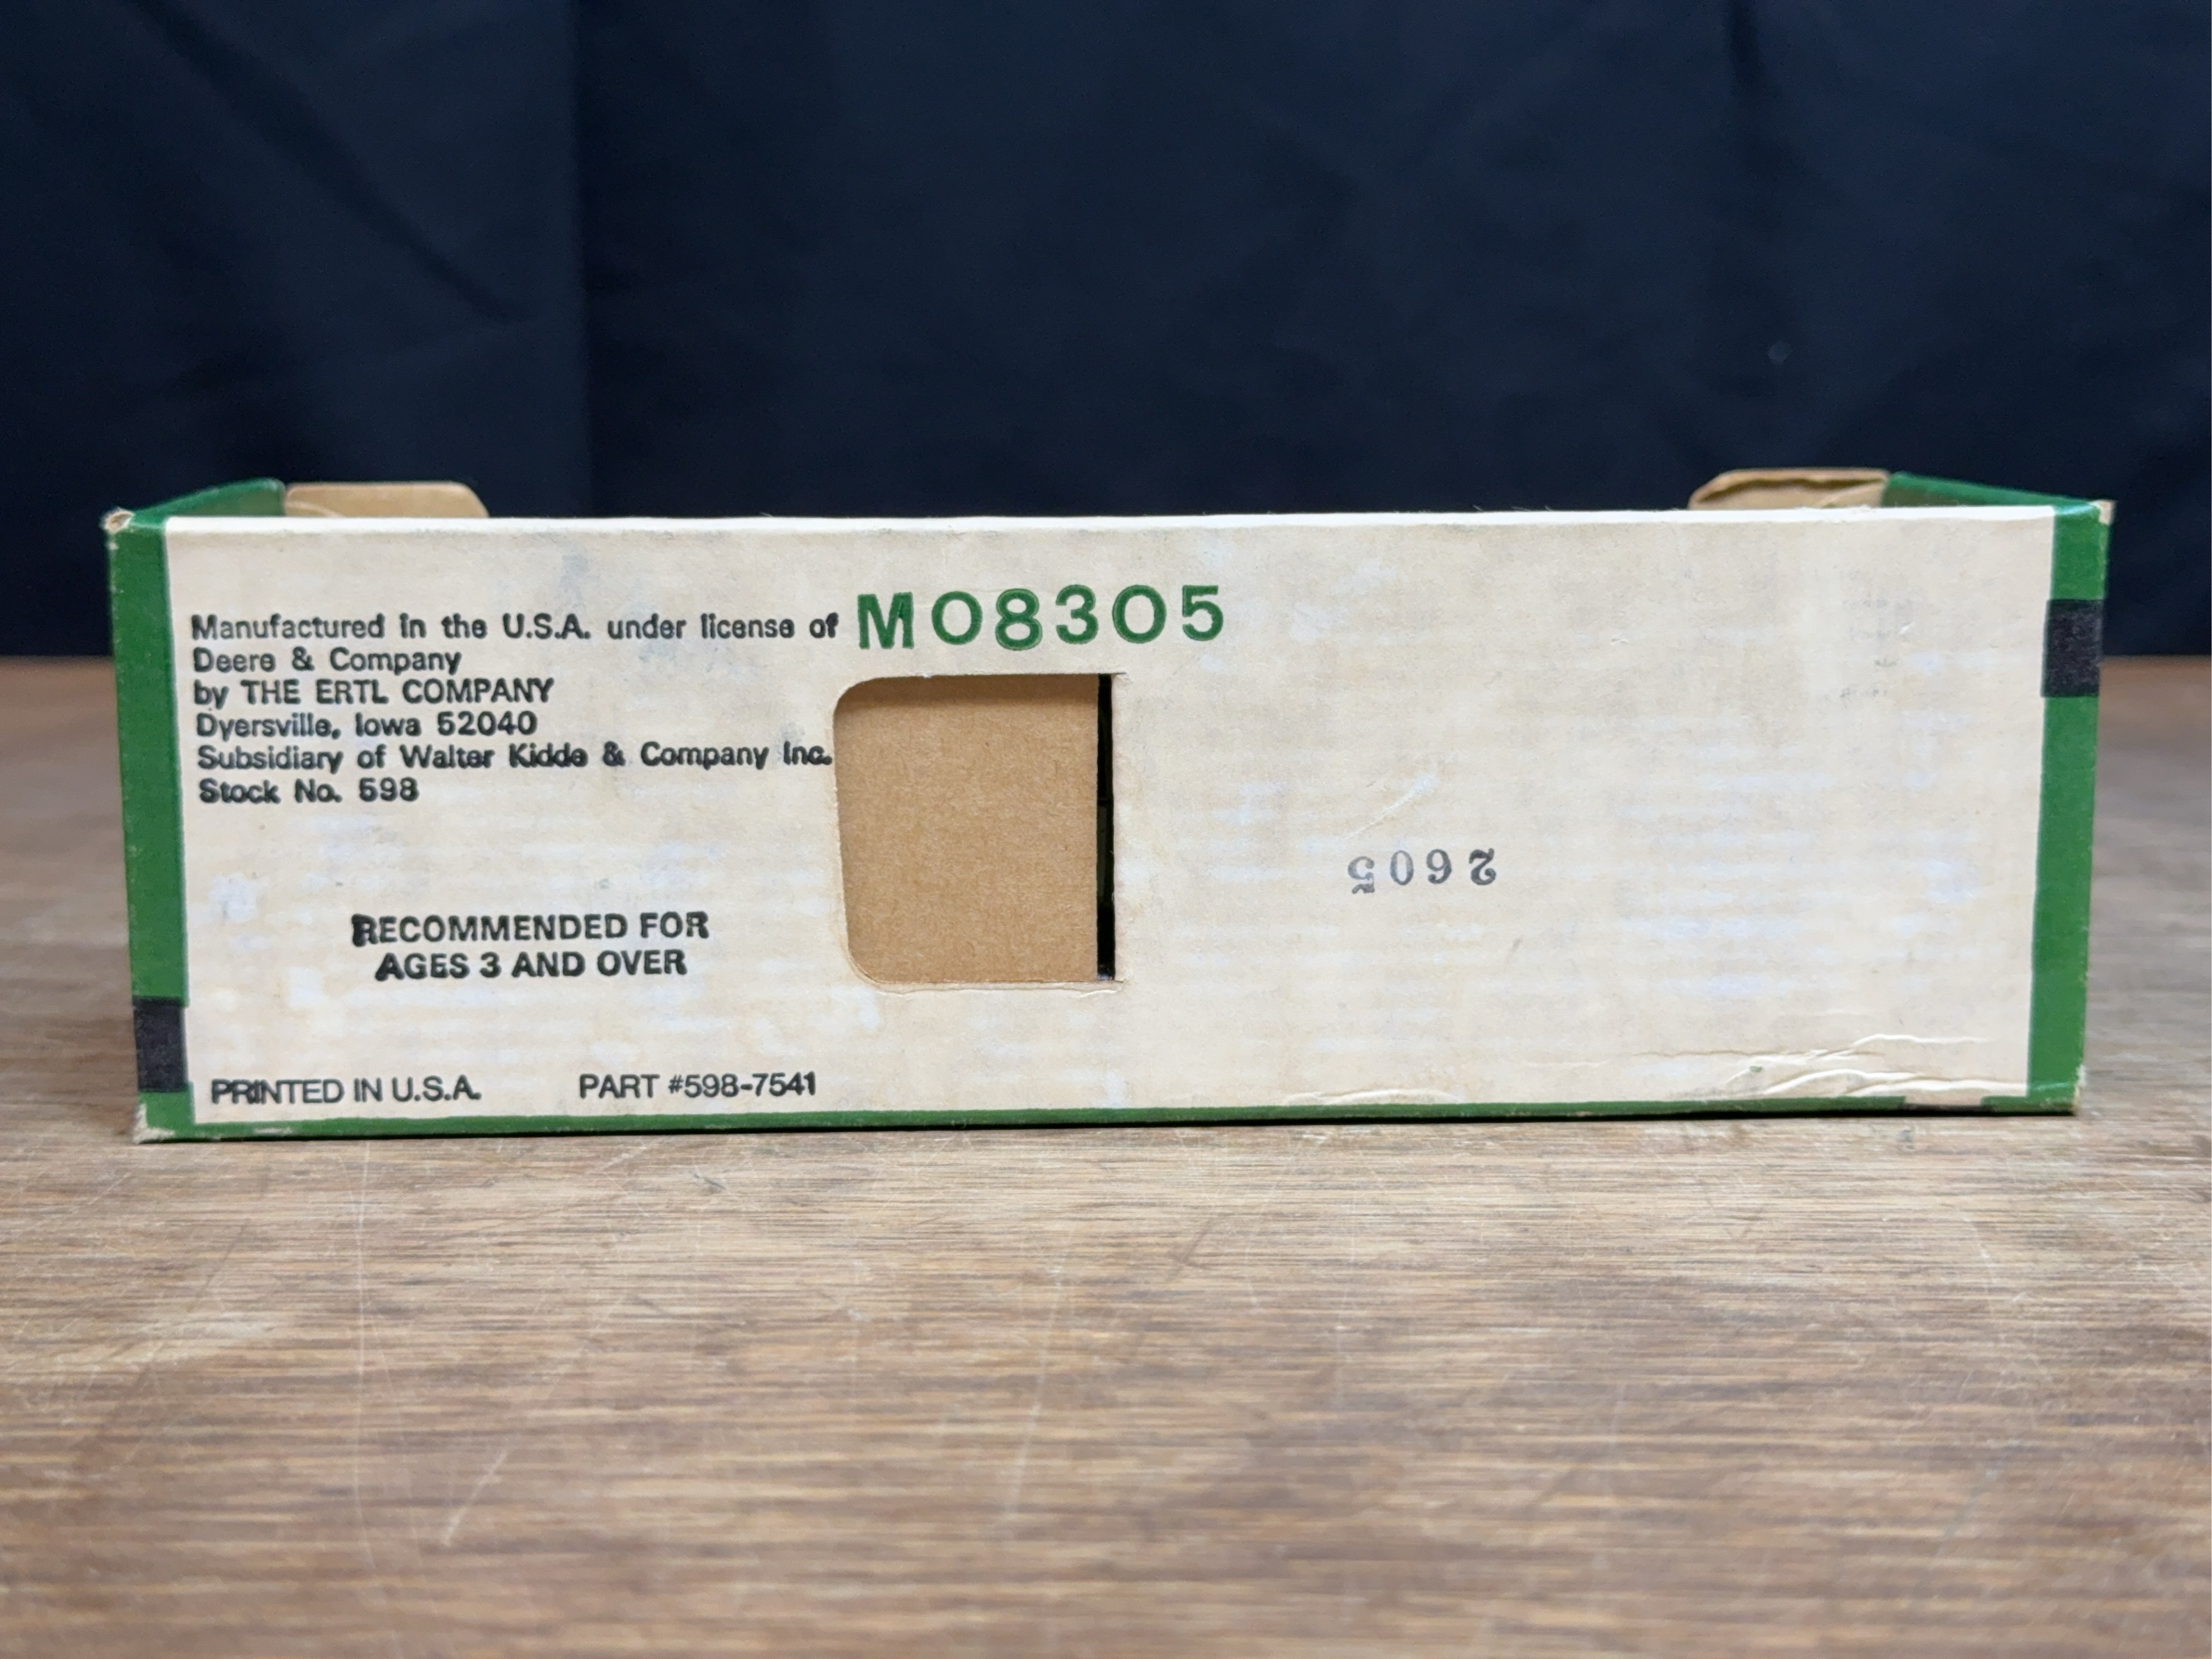 Manufactured in the U.S.A. under license of MO8305
Deere & Company
by THE ERTL COMPANY
Dyersville, Iowa 52040
Subsidiary of Walter Kidde & Company Inc.
Stock No. 598
2605
RECOMMENDED FOR
AGES 3 AND OVER
PRINTED IN U.S.A. PART #598-7541